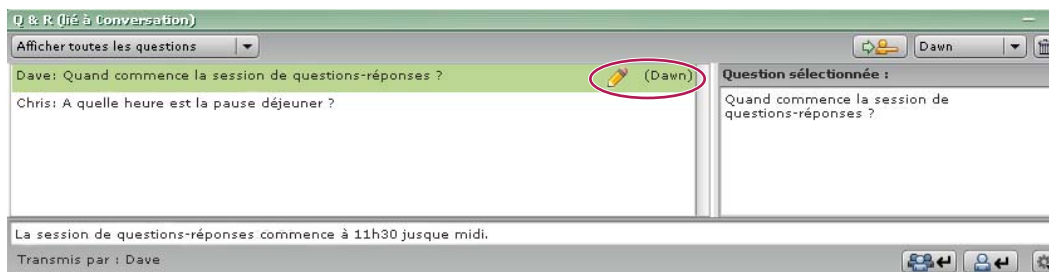 Q & R (lié à Conversation)
Afficher toutes les questions
Dawn
Dave: Quand commence la session de questions-réponses ?
(Dawn)
Chris: A quelle heure est la pause déjeuner ?
Question sélectionnée :
Quand commence la session de
questions-réponses ?
La session de questions-réponses commence à 11h30 jusque midi.
Transmis par : Dave